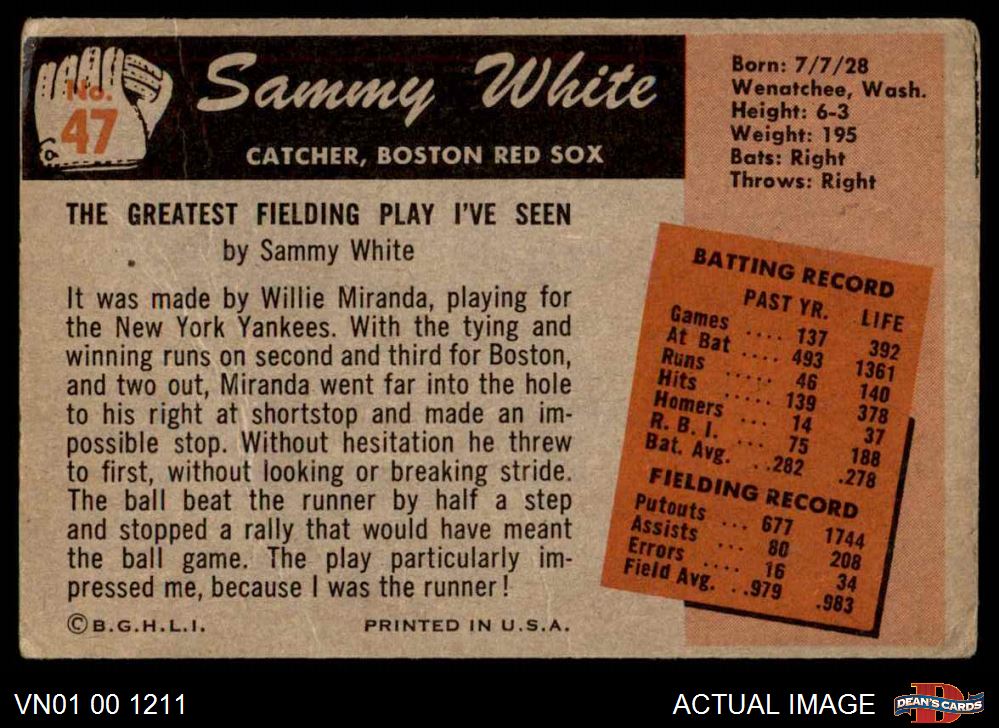 No.
47
Sammy White
CATCHER, BOSTON RED SOX
Born: 7/7/28
Wenatchee, Wash.
Height: 6-3
Weight: 195
Bats: Right
Throws: Right
THE GREATEST FIELDING PLAY I'VE SEEN
by Sammy White
It was made by Willie Miranda, playing for
the New York Yankees. With the tying and
winning runs on second and third for Boston,
and two out, Miranda went far into the hole
to his right at shortstop and made an im-
possible stop. Without hesitation he threw
to first, without looking or breaking stride.
The ball beat the runner by half a step
and stopped a rally that would have meant
the ball game. The play particularly im-
pressed me, because I was the runner!
© B.G.H.L.I. PRINTED IN U.S.A.
BATTING RECORD
PAST YR. LIFE
Games .... 137 392
At Bat .... 493 1361
Runs ..... 46 140
Hits ..... 139 378
Homers ... 14 37
R. B. I. ... 75 188
Bat. Avg. ..282 .278
FIELDING RECORD
Putouts ... 677 1744
Assists ... 80 208
Errors .... 16 34
Field Avg. ..979 .983
VN01 00 1211
ACTUAL IMAGE
D
DEAN'S CARDS